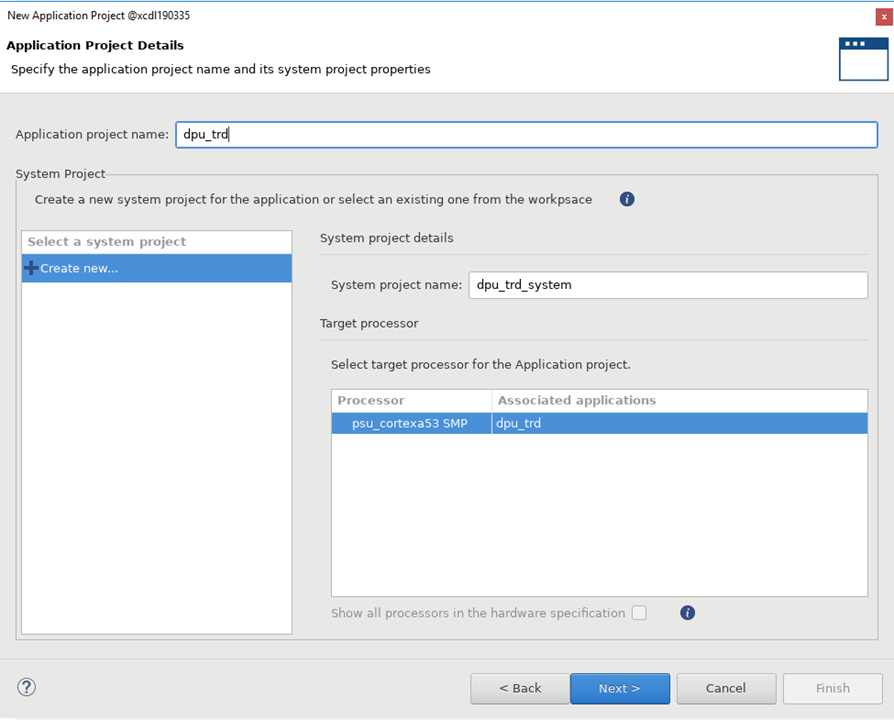 New Application Project @xcdl190335
x
Application Project Details
Specify the application project name and its system project properties
Application project name: dpu_trd
System Project
Create a new system project for the application or select an existing one from the workpsace
i
Select a system project
Create new...
System project details
System project name: dpu_trd_system
Target processor
Select target processor for the Application project.
Processor Associated applications
psu_cortexa53 SMP dpu_trd
Show all processors in the hardware specification
i
?
< Back Next > Cancel Finish